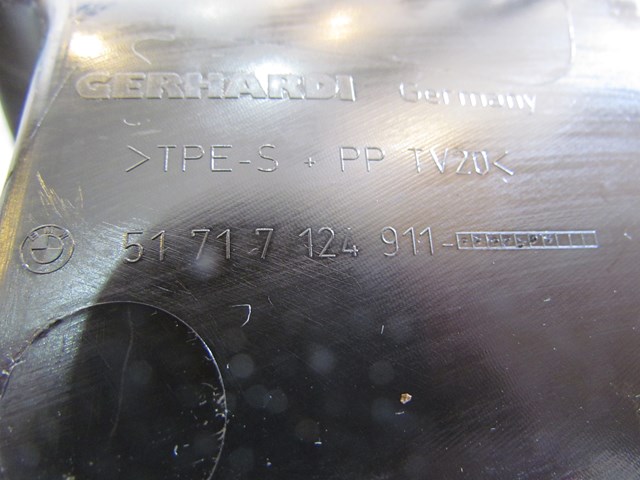 GERHARDI Germany
>TPE-S + PP TV20<
51 71 7 124 911-